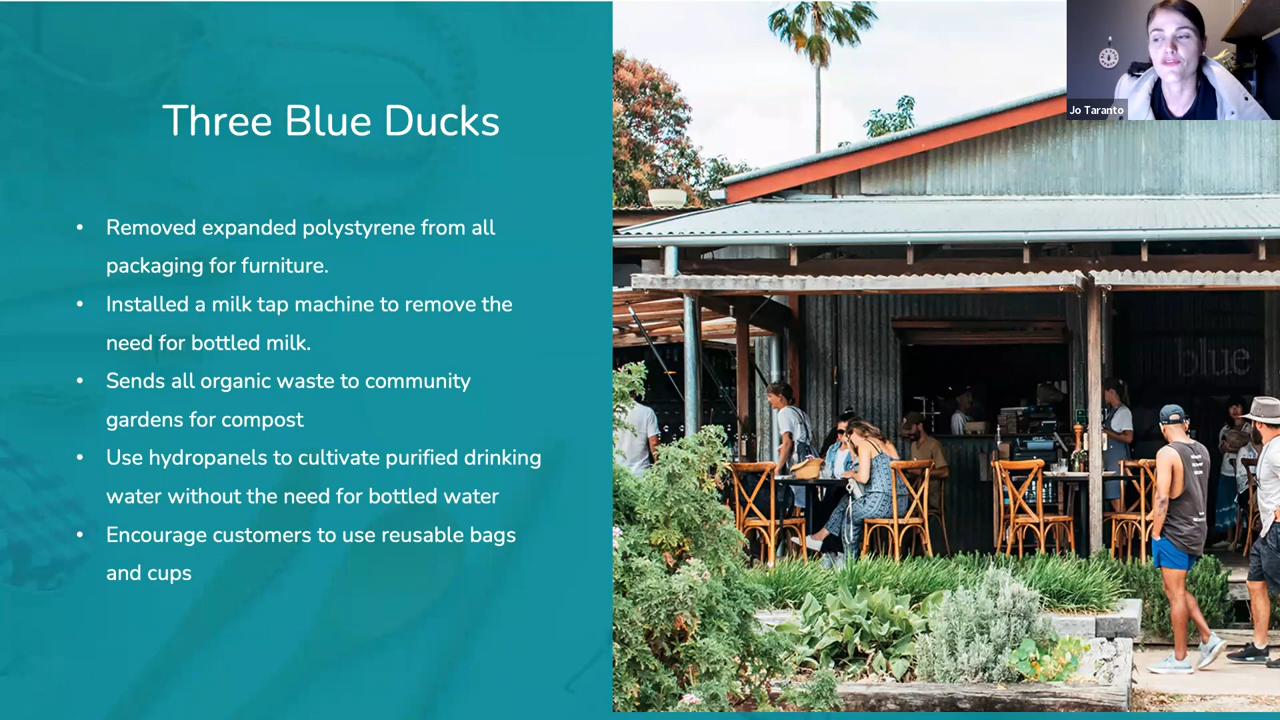 Three Blue Ducks
• Removed expanded polystyrene from all
packaging for furniture.
• Installed a milk tap machine to remove the
need for bottled milk.
• Sends all organic waste to community
gardens for compost
• Use hydropanels to cultivate purified drinking
water without the need for bottled water
• Encourage customers to use reusable bags
and cups
Jo Taranto
blue